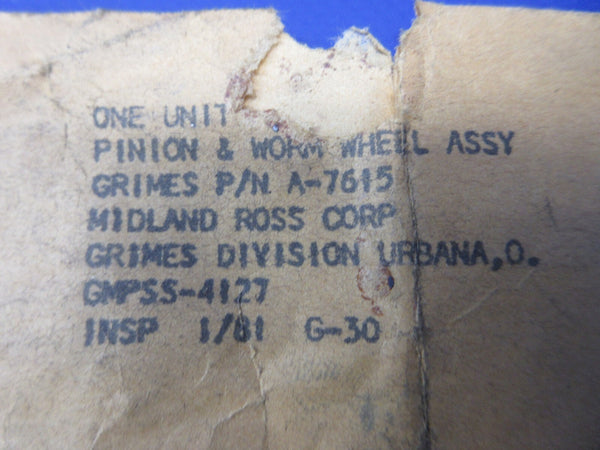 ONE UNIT
PINION & WORM WHEEL ASSY
GRIMES P/N A-7615
MIDLAND ROSS CORP
GRIMES DIVISION URBANA,O.
GMPSS-4127
INSP 1/81 G-30